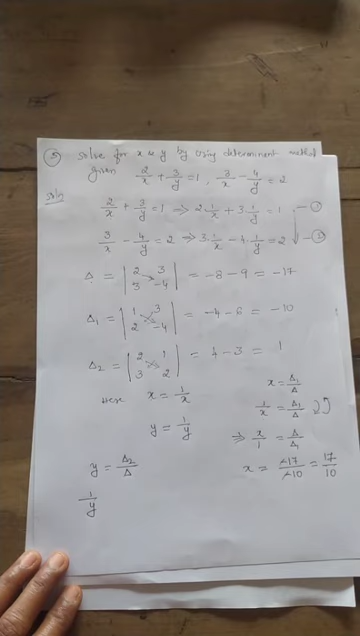 ⑤ solve for x & y by using determinant method
given 2/x + 3/y = 1 , 3/x - 4/y = 2
soln
2/x + 3/y = 1 ⇒ 2·1/x + 3·1/y = 1 —①
3/x - 4/y = 2 ⇒ 3·1/x - 4·1/y = 2 —②
Δ = | 2 3 | = -8 - 9 = -17
| 3 -4 |
Δ₁ = | 1 3 | = -4 - 6 = -10
| 2 -4 |
Δ₂ = | 2 1 | = 4 - 3 = 1
| 3 2 |
Here x = 1/x
y = 1/y
x = Δ₁/Δ
1/x = Δ₁/Δ
⇒ x/1 = Δ/Δ₁
x = -17/-10 = 17/10
y = Δ₂/Δ
1/y